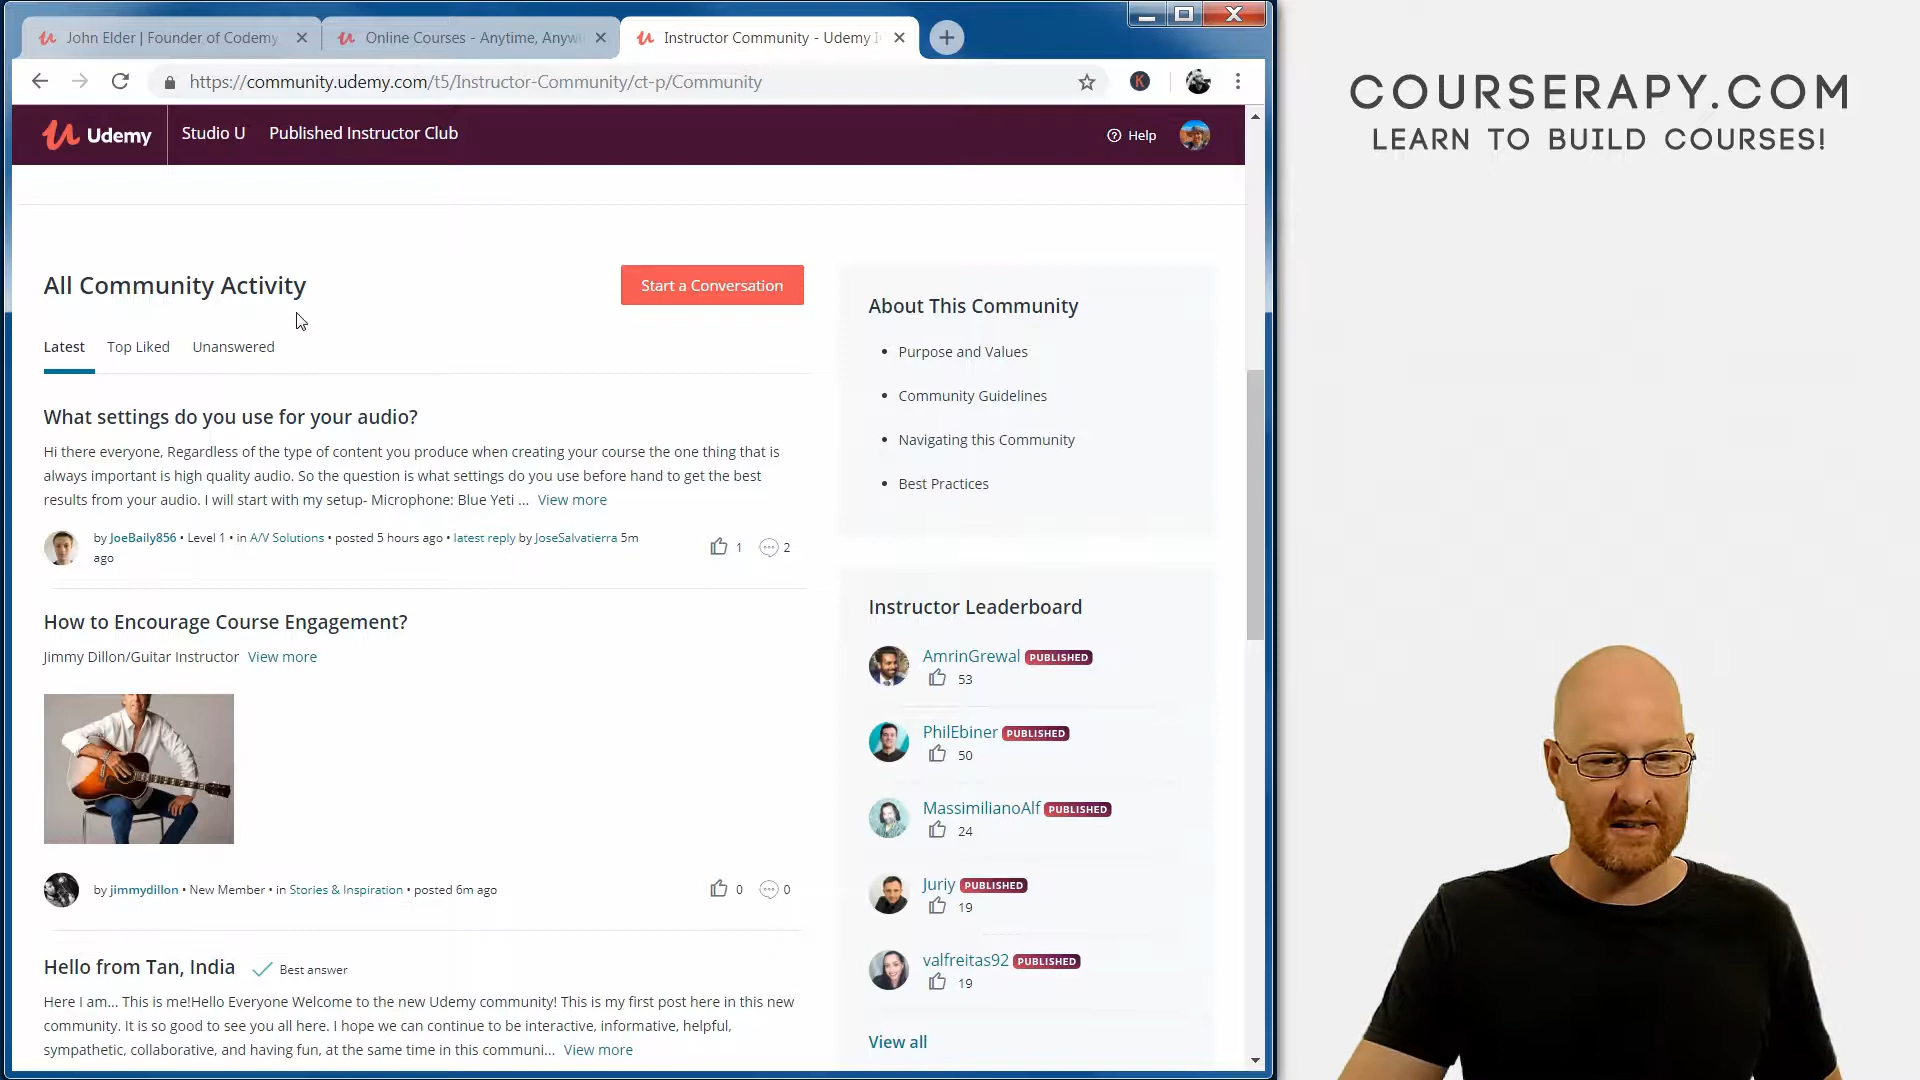 John Elder | Founder of Codemy
Online Courses - Anytime, Anyw
Instructor Community - Udemy I
https://community.udemy.com/t5/Instructor-Community/ct-p/Community
K
Udemy
Studio U
Published Instructor Club
Help
COURSERAPY.COM
LEARN TO BUILD COURSES!
All Community Activity
Start a Conversation
Latest
Top Liked
Unanswered
What settings do you use for your audio?
Hi there everyone, Regardless of the type of content you produce when creating your course the one thing that is
always important is high quality audio. So the question is what settings do you use before hand to get the best
results from your audio. I will start with my setup- Microphone: Blue Yeti ... View more
by JoeBaily856 • Level 1 • in A/V Solutions • posted 5 hours ago • latest reply by JoseSalvatierra 5m
ago
1
2
How to Encourage Course Engagement?
Jimmy Dillon/Guitar Instructor View more
by jimmydillon • New Member • in Stories & Inspiration • posted 6m ago
0
0
Hello from Tan, India
Best answer
Here I am... This is me!Hello Everyone Welcome to the new Udemy community! This is my first post here in this new
community. It is so good to see you all here. I hope we can continue to be interactive, informative, helpful,
sympathetic, collaborative, and having fun, at the same time in this communi... View more
About This Community
• Purpose and Values
• Community Guidelines
• Navigating this Community
• Best Practices
Instructor Leaderboard
AmrinGrewal PUBLISHED
53
PhilEbiner PUBLISHED
50
MassimilianoAlf PUBLISHED
24
Juriy PUBLISHED
19
valfreitas92 PUBLISHED
19
View all